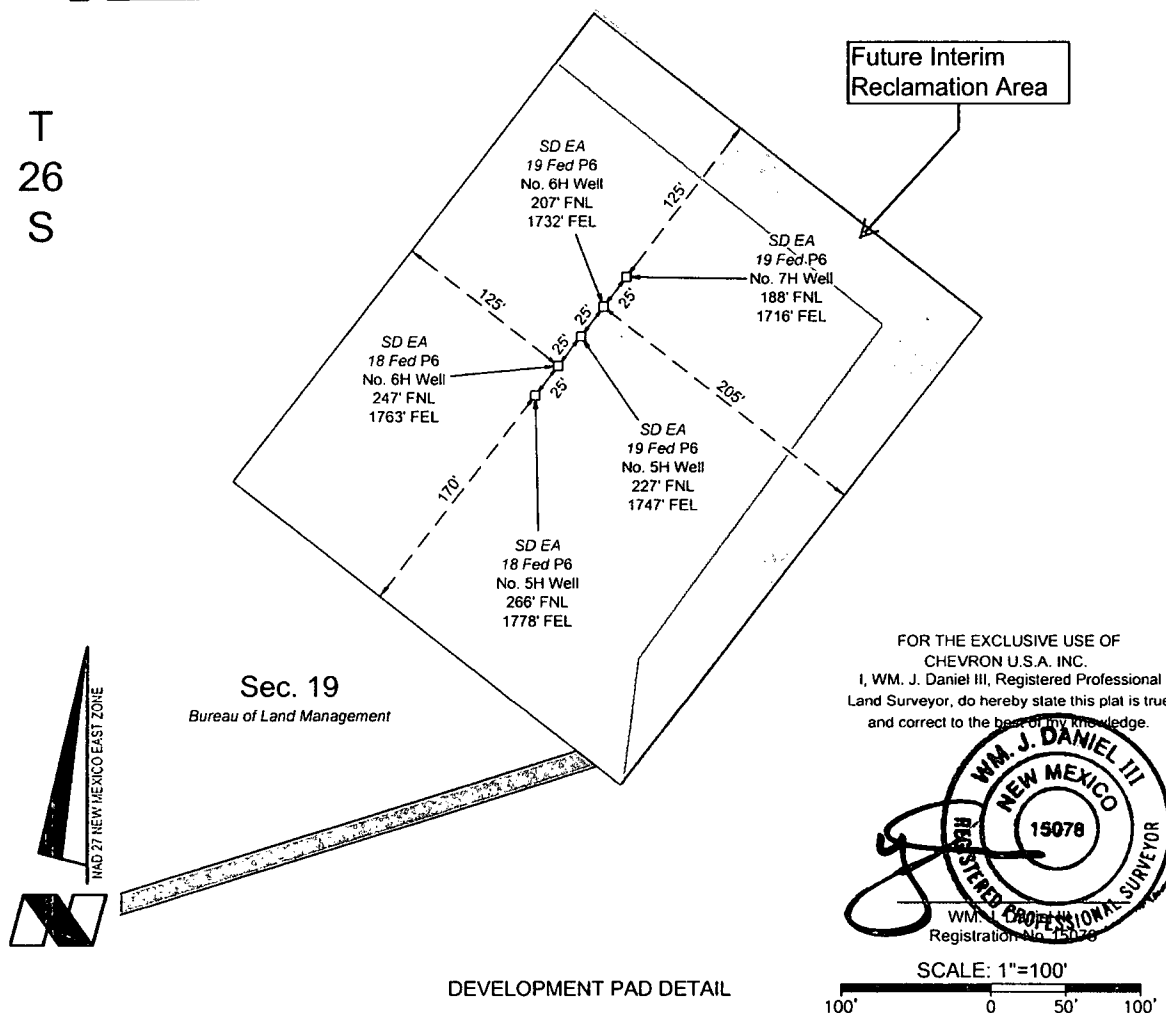 T
26
S
Future Interim
Reclamation Area
SD EA
19 Fed P6
No. 6H Well
207' FNL
1732' FEL
125'
SD EA
19 Fed P6
No. 7H Well
188' FNL
1716' FEL
125'
25'
25'
25'
25'
SD EA
18 Fed P6
No. 6H Well
247' FNL
1763' FEL
205'
SD EA
19 Fed P6
No. 5H Well
227' FNL
1747' FEL
170'
SD EA
18 Fed P6
No. 5H Well
266' FNL
1778' FEL
Sec. 19
Bureau of Land Management
NAD 27 NEW MEXICO EAST ZONE
FOR THE EXCLUSIVE USE OF
CHEVRON U.S.A. INC.
I, WM. J. Daniel III, Registered Professional
Land Surveyor, do hereby state this plat is true
and correct to the best of my knowledge.
WM. J. DANIEL III
NEW MEXICO
15078
REGISTERED PROFESSIONAL SURVEYOR
WM. J. Daniel III
Registration No. 15078
SCALE: 1"=100'
100' 0 50' 100'
DEVELOPMENT PAD DETAIL